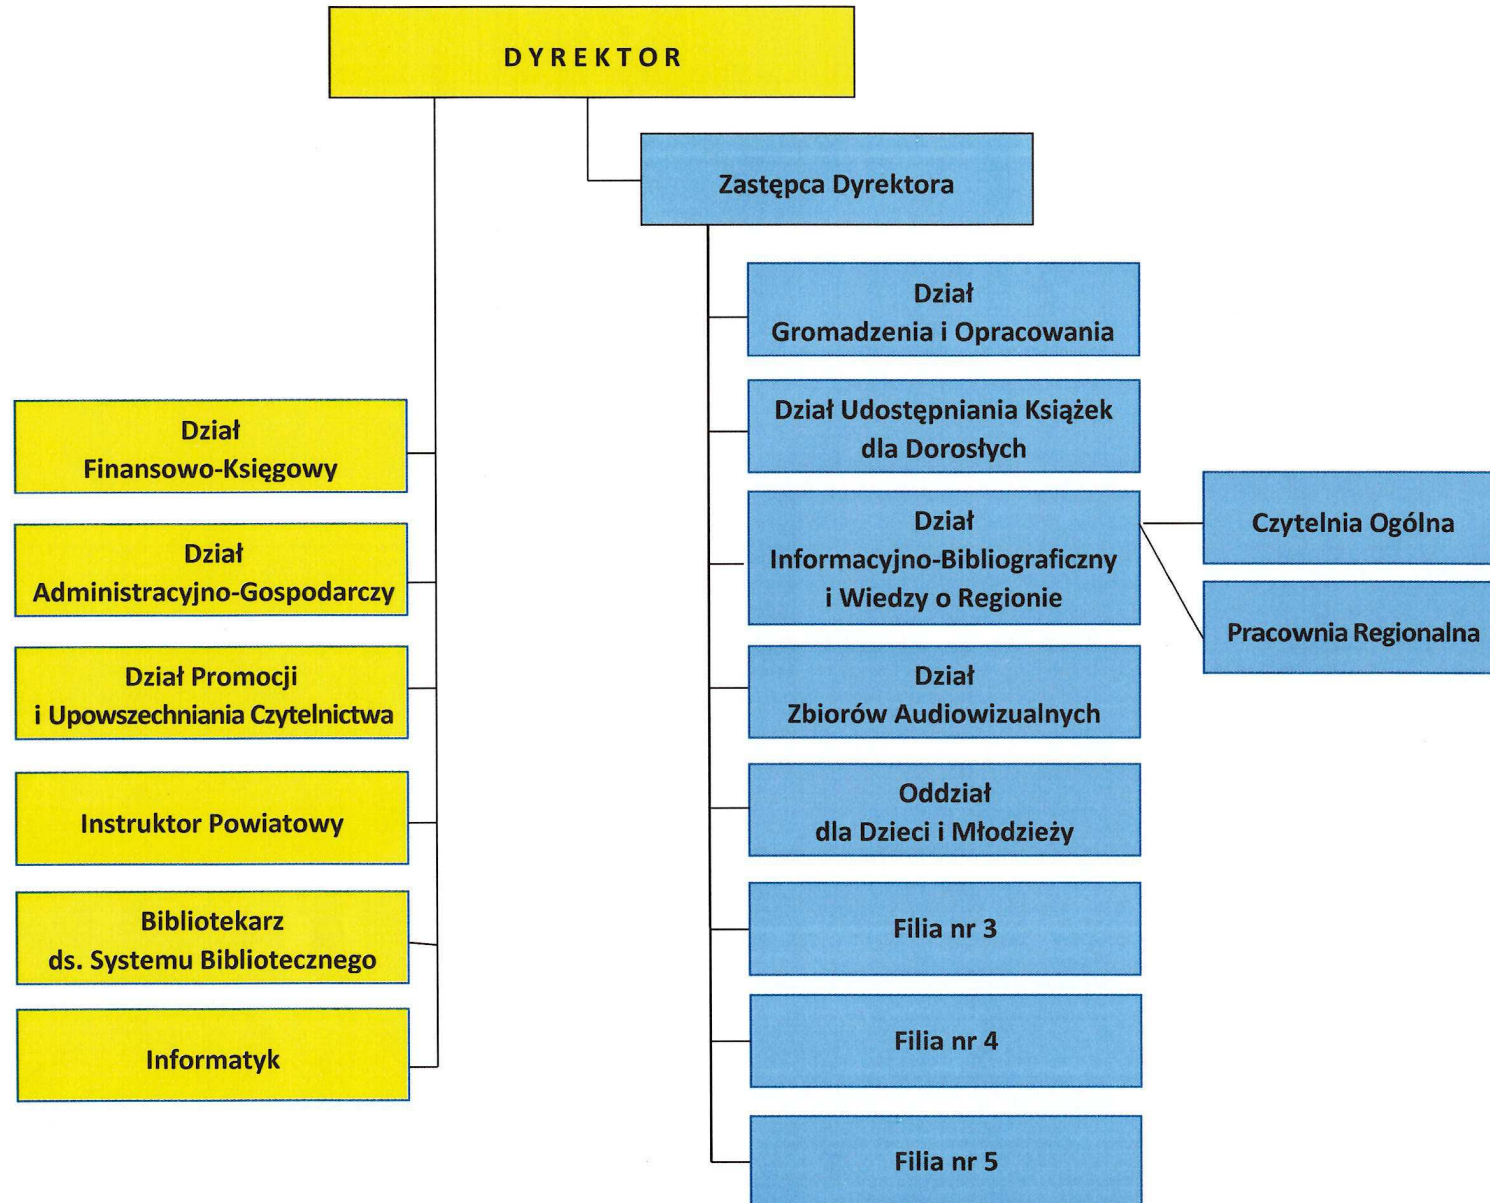 DYREKTOR
Zastępca Dyrektora
Dział
Finansowo-Księgowy
Dział
Administracyjno-Gospodarczy
Dział Promocji
i Upowszechniania Czytelnictwa
Instruktor Powiatowy
Bibliotekarz
ds. Systemu Bibliotecznego
Informatyk
Dział
Gromadzenia i Opracowania
Dział Udostępniania Książek
dla Dorosłych
Dział
Informacyjno-Bibliograficzny
i Wiedzy o Regionie
Czytelnia Ogólna
Pracownia Regionalna
Dział
Zbiorów Audiowizualnych
Oddział
dla Dzieci i Młodzieży
Filia nr 3
Filia nr 4
Filia nr 5